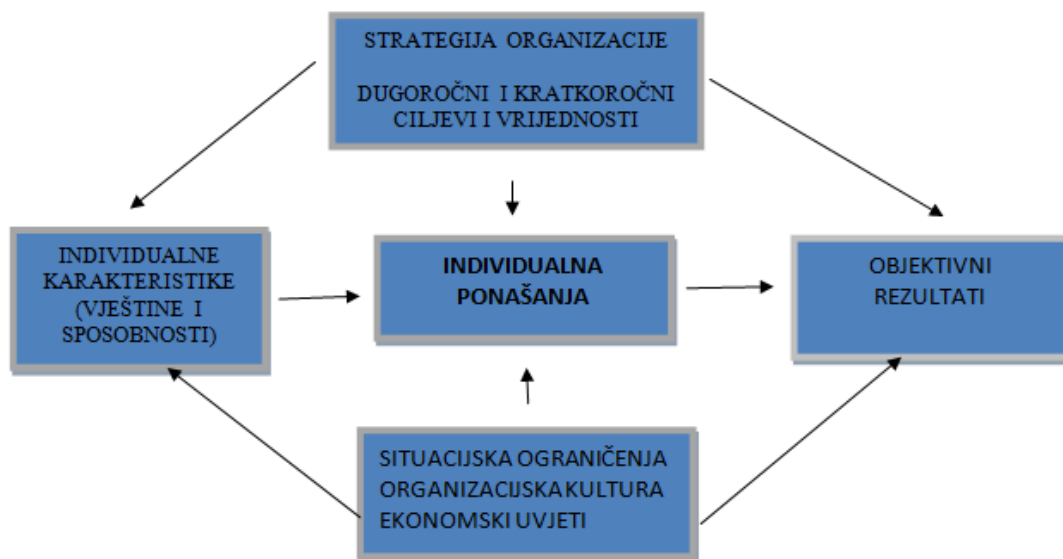 STRATEGIJA ORGANIZACIJE
DUGOROČNI I KRATKOROČNI
CILJEVI I VRIJEDNOSTI
INDIVIDUALNE
KARAKTERISTIKE
(VJEŠTINE I
SPOSOBNOSTI)
INDIVIDUALNA
PONAŠANJA
OBJEKTIVNI
REZULTATI
SITUACIJSKA OGRANIČENJA
ORGANIZACIJSKA KULTURA
EKONOMSKI UVJETI